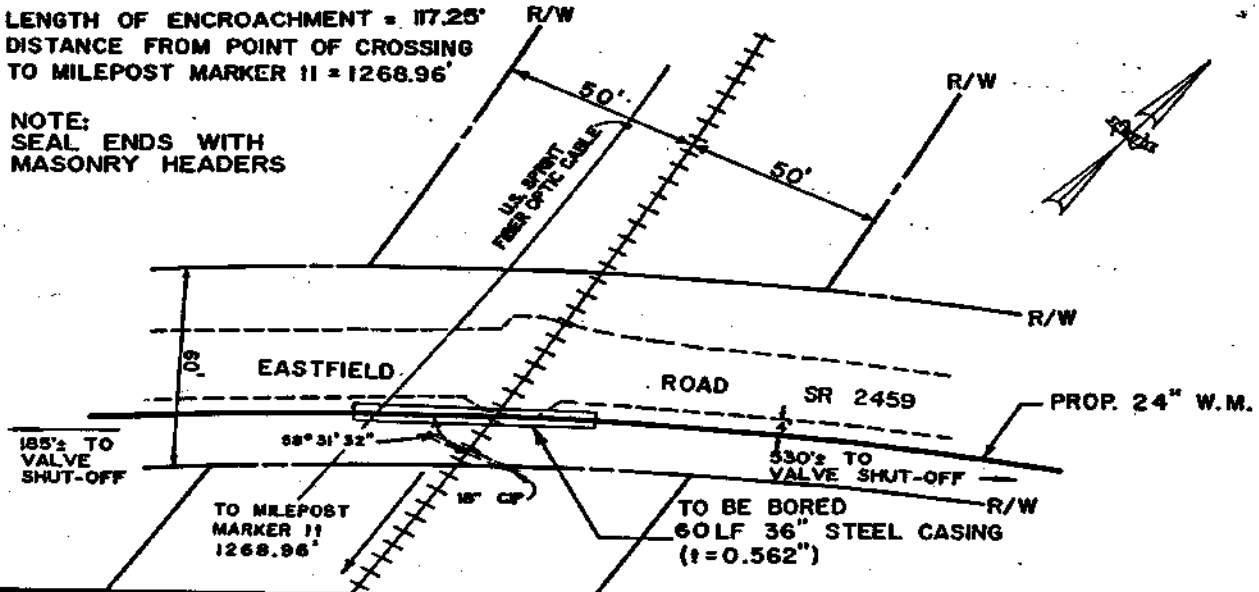 LENGTH OF ENCROACHMENT = 117.25'
DISTANCE FROM POINT OF CROSSING
TO MILEPOST MARKER 11 = 1268.96'
NOTE:
SEAL ENDS WITH
MASONRY HEADERS
R/W
50'
50'
R/W
U.S. SPRINT
FIBER OPTIC CABLE
R/W
60'
EASTFIELD ROAD SR 2459
PROP. 24" W.M.
185'± TO
VALVE
SHUT-OFF
68° 31' 32"
530'± TO
VALVE SHUT-OFF
R/W
18" CIP
TO MILEPOST
MARKER 11
1268.96'
TO BE BORED
60 LF 36" STEEL CASING
(t=0.562")